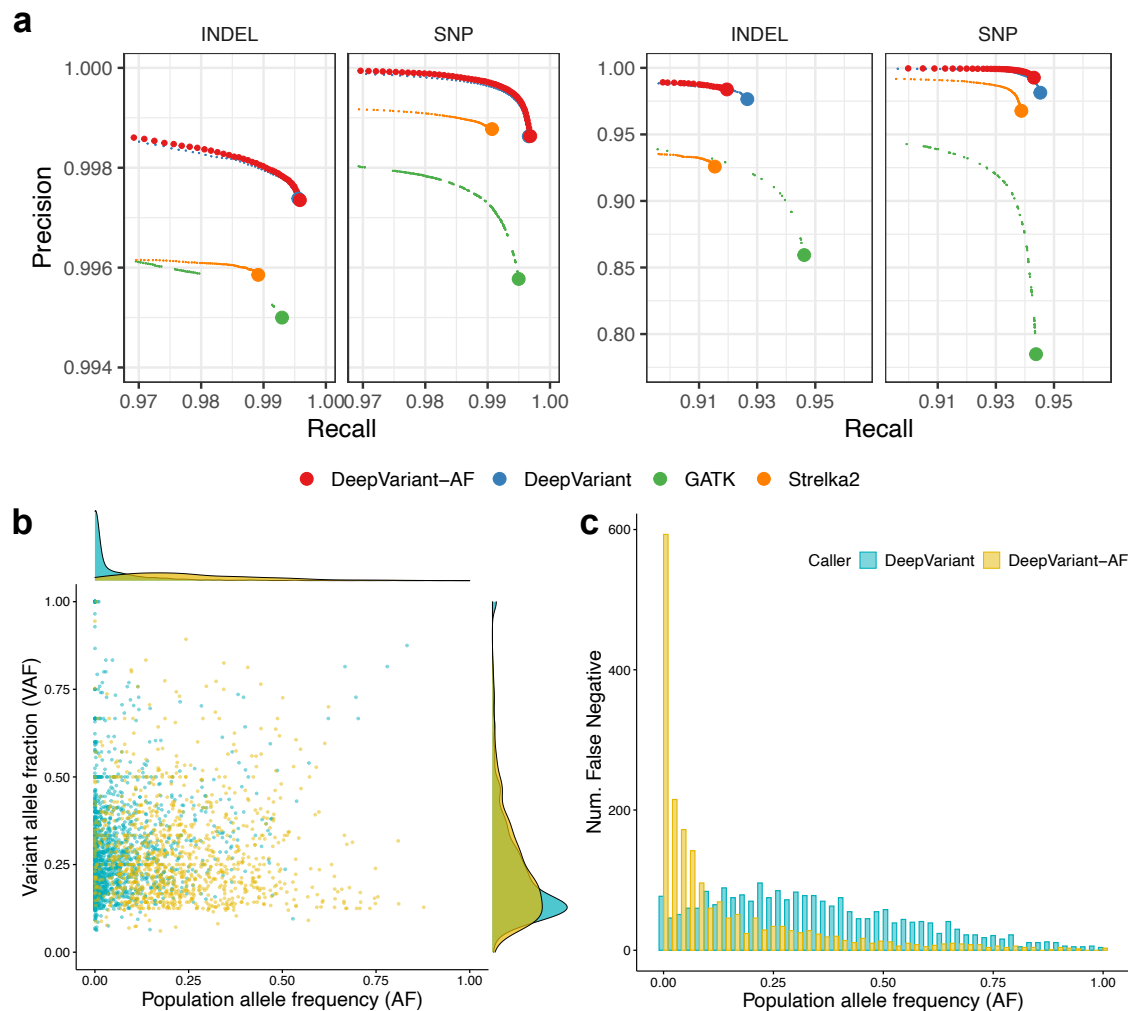 a
INDEL
SNP
INDEL
SNP
Precision
1.000
0.998
0.996
0.994
1.00
0.95
0.90
0.85
0.80
0.97
0.98
0.99
1.00
0.97
0.98
0.99
1.00
0.91
0.93
0.95
0.91
0.93
0.95
Recall
Recall
DeepVariant−AF
DeepVariant
GATK
Strelka2
b
Variant allele fraction (VAF)
1.00
0.75
0.50
0.25
0.00
0.00
0.25
0.50
0.75
1.00
Population allele frequency (AF)
c
Caller
DeepVariant
DeepVariant−AF
Num. False Negative
600
400
200
0
0.00
0.25
0.50
0.75
1.00
Population allele frequency (AF)